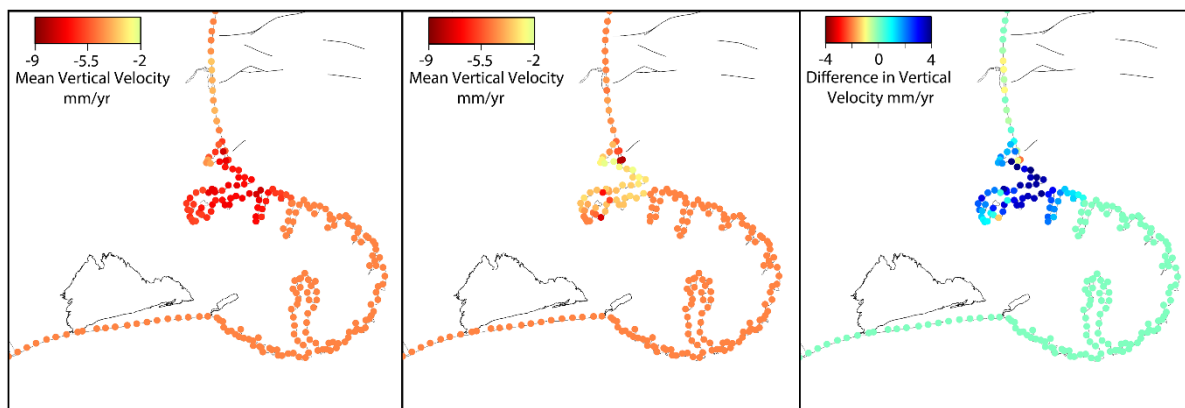 -9 -5.5 -2
Mean Vertical Velocity
mm/yr
-9 -5.5 -2
Mean Vertical Velocity
mm/yr
-4 0 4
Difference in Vertical
Velocity mm/yr